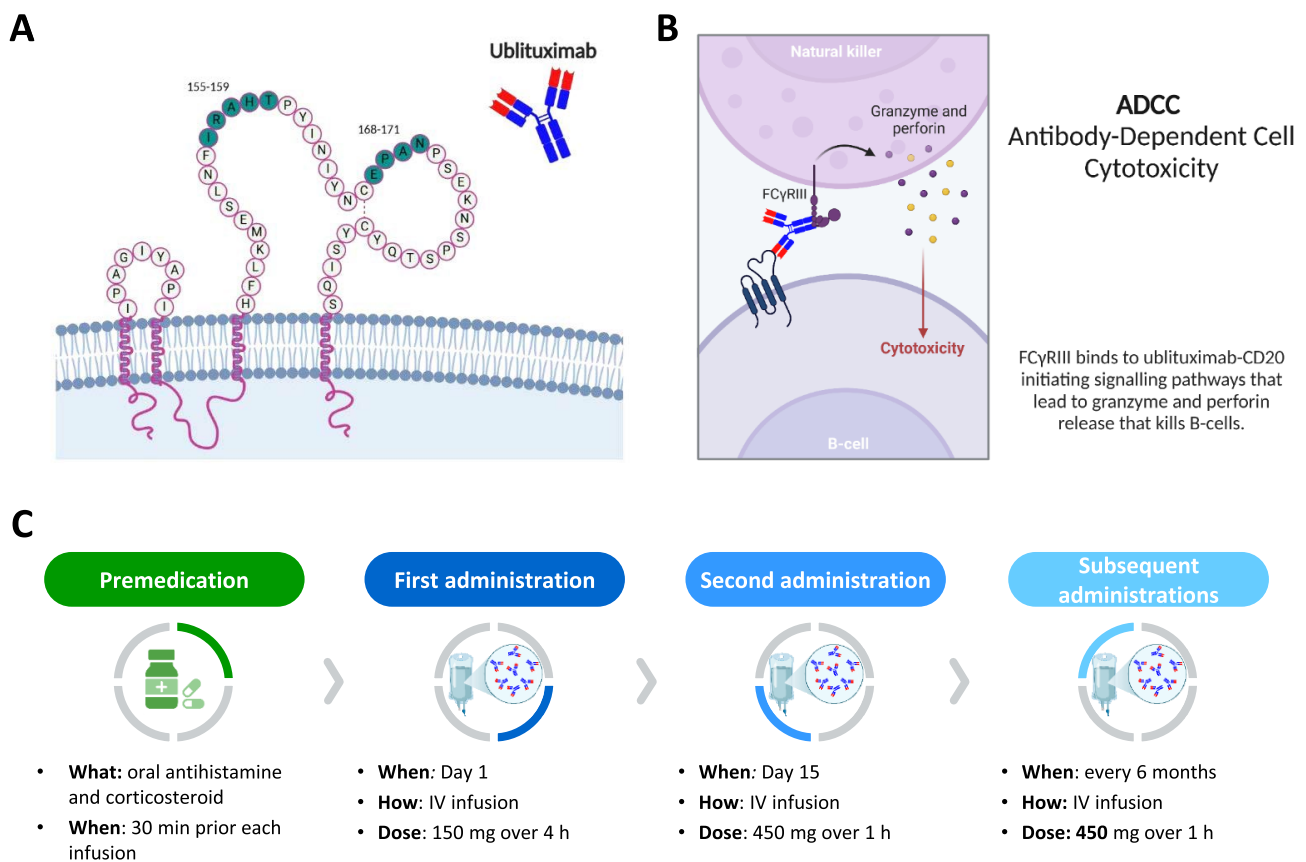 A
Ublituximab
155-159
I R A H T P Y I N I Y N C
168-171
E P A N P S E K N S P S T Q Y C
F N L S E M K L F H
Y S I Q S
I P A G I Y A P I
B
Natural killer
Granzyme and
perforin
FCγRIII
Cytotoxicity
B-cell
ADCC
Antibody-Dependent Cell
Cytotoxicity
FCγRIII binds to ublituximab-CD20
initiating signalling pathways that
lead to granzyme and perforin
release that kills B-cells.
C
Premedication
• What: oral antihistamine
and corticosteroid
• When: 30 min prior each
infusion
First administration
• When: Day 1
• How: IV infusion
• Dose: 150 mg over 4 h
Second administration
• When: Day 15
• How: IV infusion
• Dose: 450 mg over 1 h
Subsequent
administrations
• When: every 6 months
• How: IV infusion
• Dose: 450 mg over 1 h